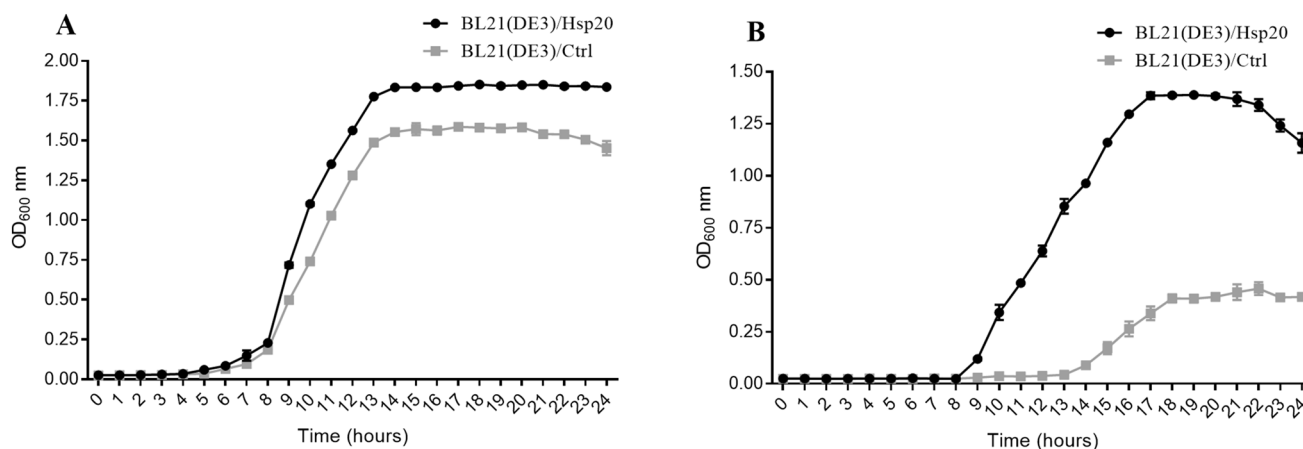 A
BL21(DE3)/Hsp20
BL21(DE3)/Ctrl
2.00
1.75
1.50
1.25
1.00
0.75
0.50
0.25
0.00
OD600 nm
0 1 2 3 4 5 6 7 8 9 10 11 12 13 14 15 16 17 18 19 20 21 22 23 24
Time (hours)
B
BL21(DE3)/Hsp20
BL21(DE3)/Ctrl
1.50
1.25
1.00
0.75
0.50
0.25
0.00
OD600 nm
0 1 2 3 4 5 6 7 8 9 10 11 12 13 14 15 16 17 18 19 20 21 22 23 24
Time (hours)